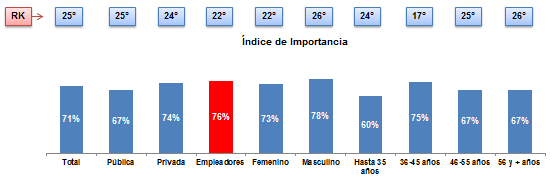 RK 25° 25° 24° 22° 22° 26° 24° 17° 25° 26°
Índice de Importancia
71% 67% 74% 76% 73% 78% 60% 75% 67% 67%
Total Pública Privada Empleadores Femenino Masculino Hasta 35 36-45 años 46-55 años 56 y + años
años